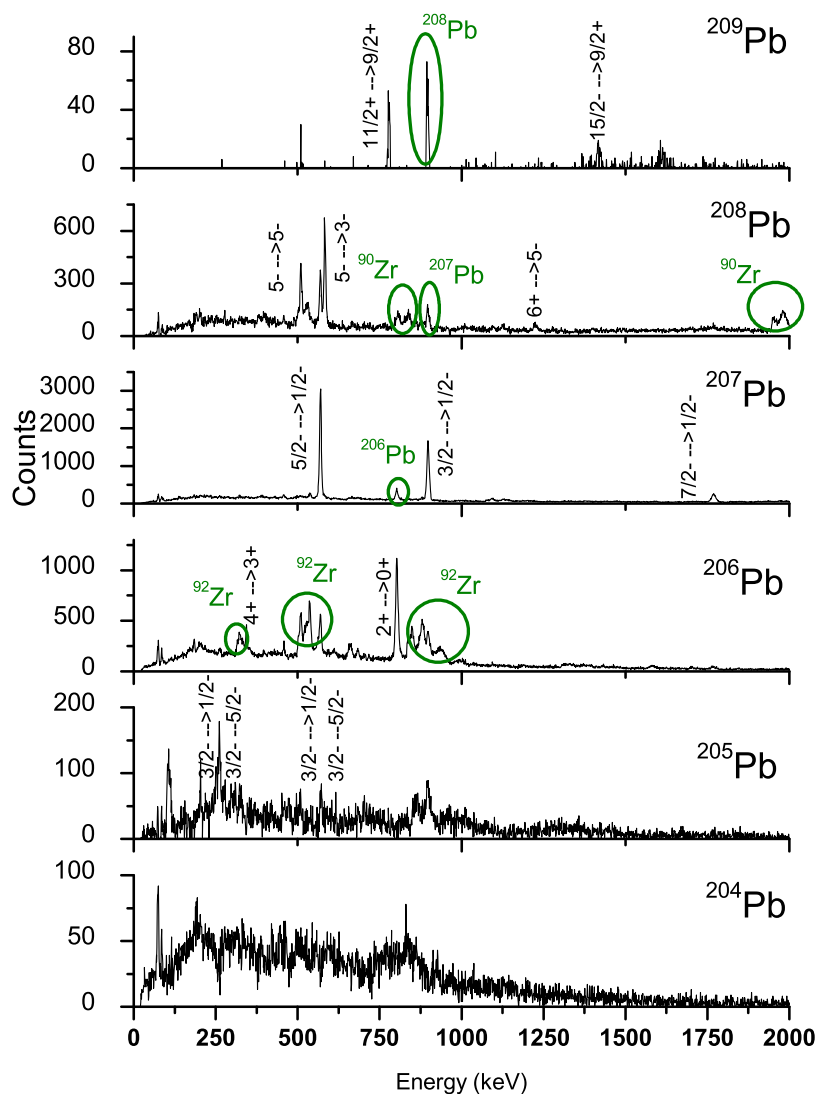 80
40
0
11/2+ -->9/2+
²⁰⁸Pb
15/2- -->9/2+
²⁰⁹Pb
600
300
0
5- -->5-
5- -->3-
⁹⁰Zr
²⁰⁷Pb
6+ -->5-
⁹⁰Zr
²⁰⁸Pb
Counts
3000
2000
1000
0
5/2- -->1/2-
²⁰⁶Pb
3/2- -->1/2-
7/2- -->1/2-
²⁰⁷Pb
1000
500
0
⁹²Zr
4+ -->3+
⁹²Zr
2+ -->0+
⁹²Zr
²⁰⁶Pb
200
100
0
3/2- -->1/2-
3/2- --5/2-
3/2- -->1/2-
3/2- --5/2-
²⁰⁵Pb
100
50
0
²⁰⁴Pb
0 250 500 750 1000 1250 1500 1750 2000
Energy (keV)